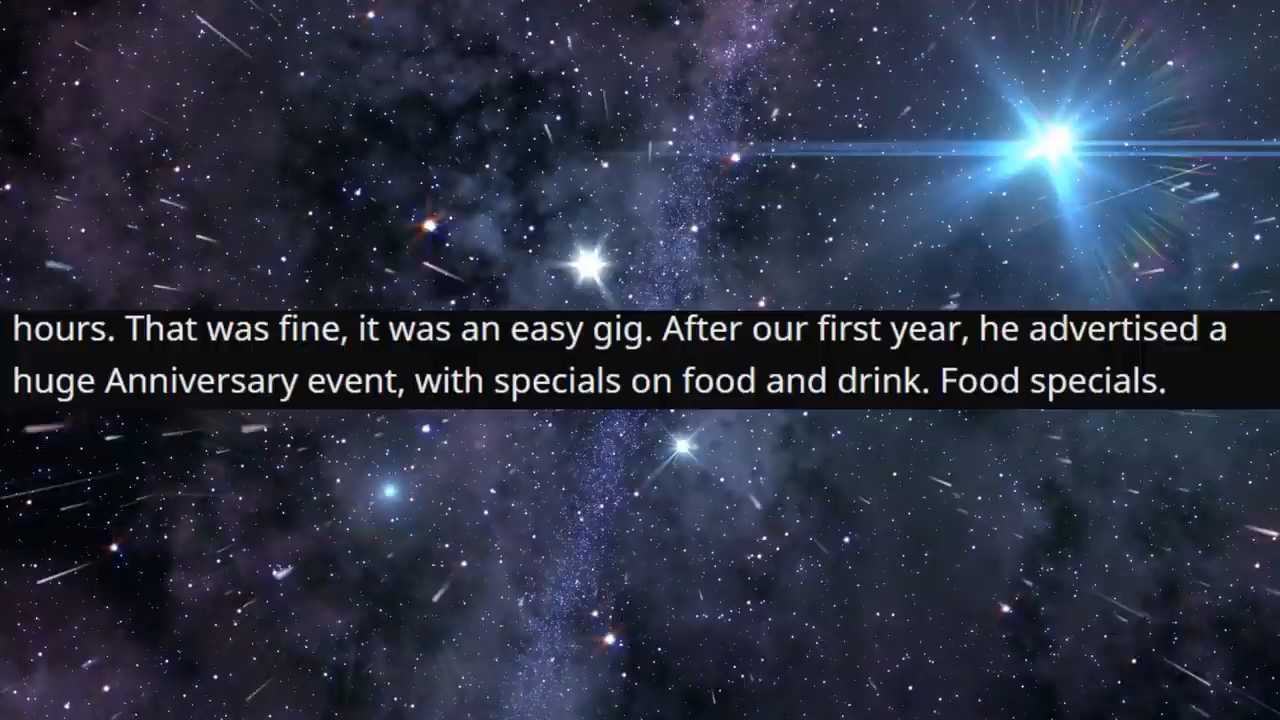 hours. That was fine, it was an easy gig. After our first year, he advertised a
huge Anniversary event, with specials on food and drink. Food specials.